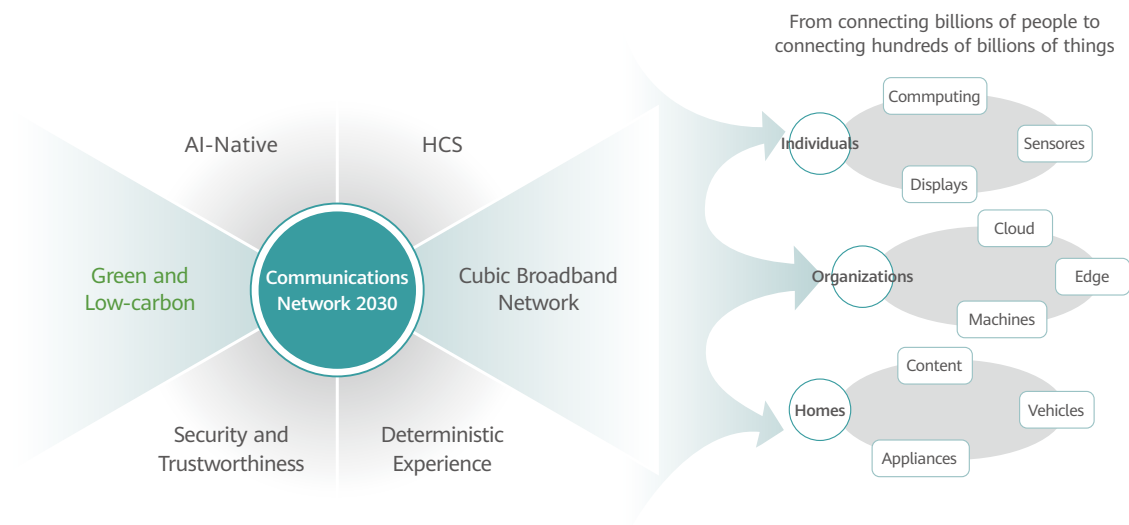 From connecting billions of people to
connecting hundreds of billions of things
AI-Native
HCS
Green and
Low-carbon
Communications
Network 2030
Cubic Broadband
Network
Security and
Trustworthiness
Deterministic
Experience
Individuals
Commputing
Sensores
Displays
Organizations
Cloud
Edge
Machines
Homes
Content
Vehicles
Appliances